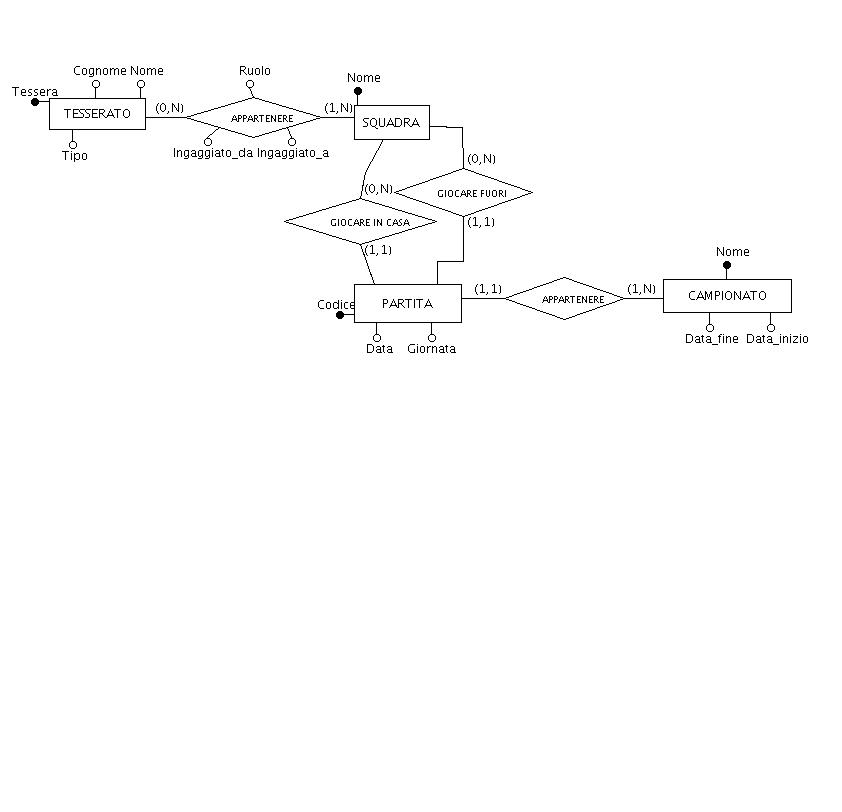 Cognome Nome
Ruolo
Nome
Tessera
(0,N)
(1,N)
TESSERATO
APPARTENERE
SQUADRA
Tipo
Ingaggiato_da Ingaggiato_a
(0,N)
(0,N)
GIOCARE FUORI
GIOCARE IN CASA
(1,1)
(1,1)
Nome
Codice
PARTITA
(1,1)
APPARTENERE
(1,N)
CAMPIONATO
Data
Giornata
Data_fine
Data_inizio